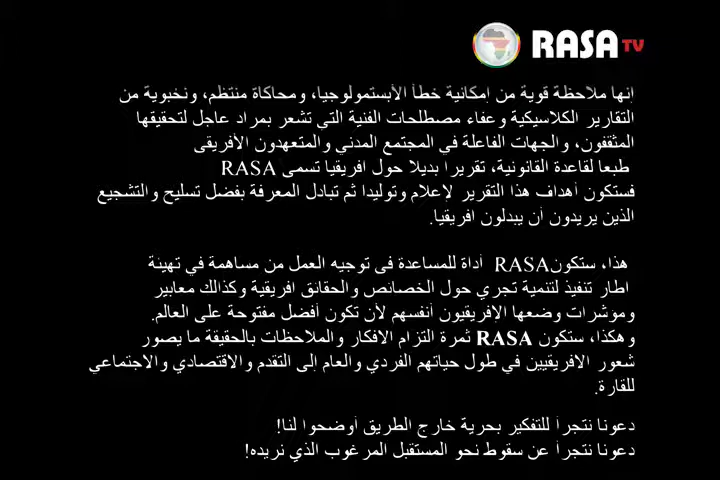 RASA TV
إنها ملاحظة قوية من إمكانية خطأ الأبستمولوجيا، ومحاكاة منتظم، ونخبوية من
التقارير الكلاسيكية وعفاء مصطلحات الفنية التي تشعر بمراد عاجل لتحقيقها
المثقفون، والجهات الفاعلة في المجتمع المدني والمتعهدون الأفريقى
طبعا لقاعدة القانونية، تقريرا بديلا حول افريقيا تسمى RASA
فستكون أهداف هذا التقرير لإعلام وتوليدا ثم تبادل المعرفة بفضل تسليح والتشجيع
الذين يريدون أن يبدلون افريقيا.
هذا، ستكونRASA أداة للمساعدة فى توجيه العمل من مساهمة في تهيئة
اطار تنفيذ لتنمية تجري حول الخصائص والحقائق افريقية وكذالك معابير
ومؤشرات وضعها الإفريقيون أنفسهم لأن تكون أفضل مفتوحة على العالم.
وهكذا، ستكون RASA ثمرة التزام الافكار والملاحظات بالحقيقة ما يصور
شعور الافريقيين في طول حياتهم الفردي والعام إلى التقدم والاقتصادي والاجتماعي
للقارة.
دعونا نتجرأ للتفكير بحرية خارج الطريق أوضحوا لنا!
دعونا نتجرأ عن سقوط نحو المستقبل المرغوب الذي نريده!